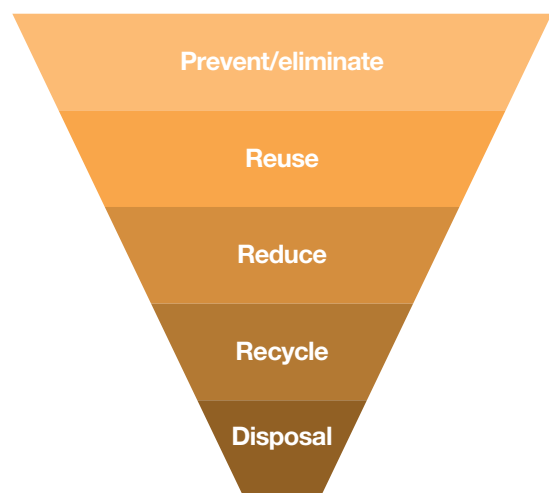 Prevent/eliminate
Reuse
Reduce
Recycle
Disposal